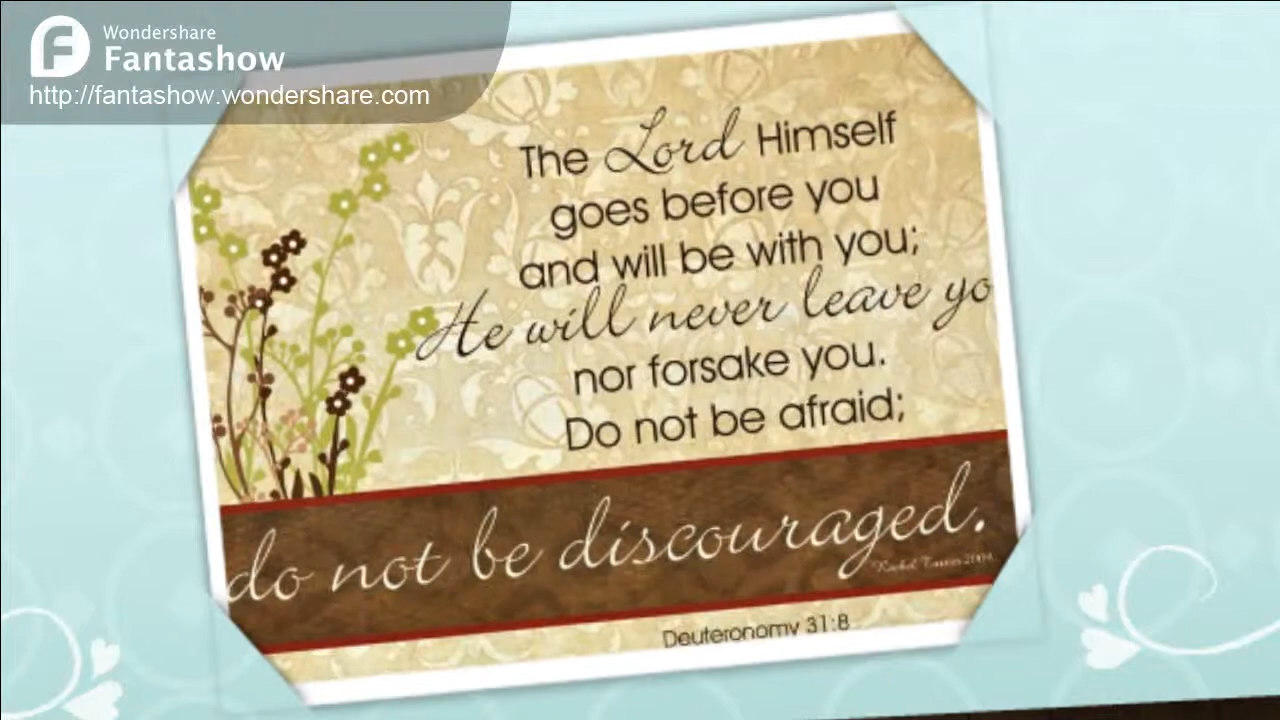 Wondershare
Fantashow
http://fantashow.wondershare.com
The Lord Himself
goes before you
and will be with you;
He will never leave yo
nor forsake you.
Do not be afraid;
do not be discouraged.
Deuteronomy 31:8